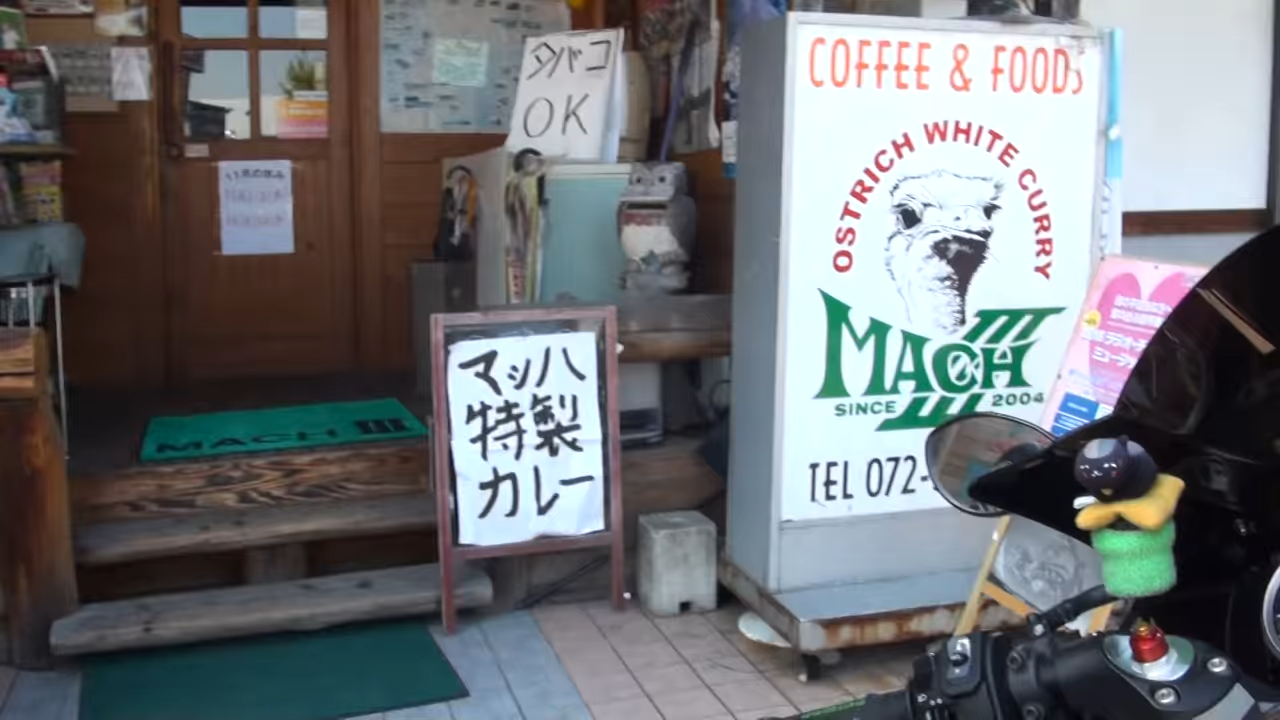 タバコ
OK
COFFEE & FOODS
OSTRICH WHITE CURRY
MACH III
SINCE 2004
TEL 072-
マッハ
特製
カレー
MACH III